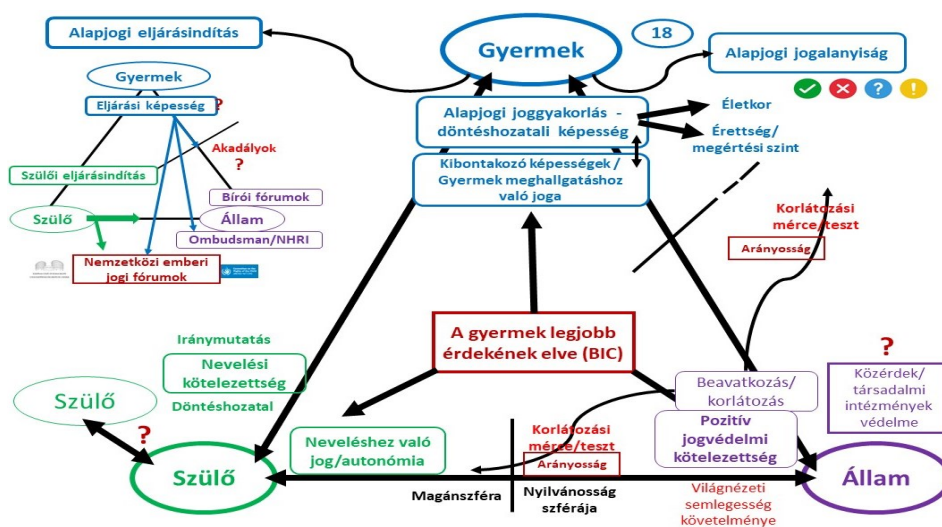 Alapjogi eljárásindítás
Gyermek
18
Alapjogi jogalanyiság
Gyermek
Eljárási képesség
?
Akadályok
?
Szülői eljárásindítás
Bírói fórumok
Szülő
Állam
Ombudsman/NHRI
Nemzetközi emberi
jogi fórumok
Alapjogi joggyakorlás -
döntéshozatali képesség
Életkor
Érettség/
megértési szint
Kibontakozó képességek /
Gyermek meghallgatáshoz
való joga
?
!
Korlátozási
mérce/teszt
Arányosság
A gyermek legjobb
érdekének elve (BIC)
Iránymutatás
Nevelési
kötelezettség
Döntéshozatal
Szülő
?
Szülő
Neveléshez való
jog/autonómia
Korlátozási
mérce/teszt
Arányosság
Magánszféra
Nyilvánosság
szférája
Beavatkozás/
korlátozás
Pozitív
jogvédelmi
kötelezettség
Világnézeti
semlegesség
követelménye
?
Közérdek/
társadalmi
intézmények
védelme
Állam